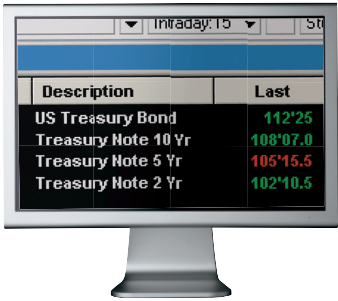 Intraday:15
Description Last
US Treasury Bond 112'25
Treasury Note 10 Yr 108'07.0
Treasury Note 5 Yr 105'15.5
Treasury Note 2 Yr 102'10.5